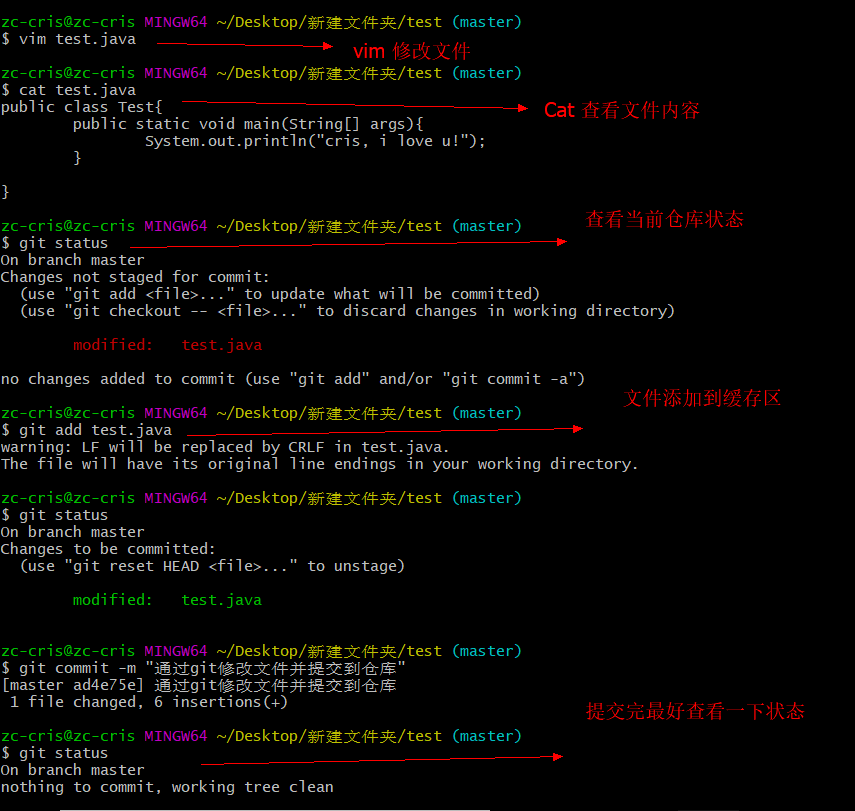 zc-cris@zc-cris MINGW64 ~/Desktop/新建文件夹/test (master)
$ vim test.java
vim 修改文件
zc-cris@zc-cris MINGW64 ~/Desktop/新建文件夹/test (master)
$ cat test.java
public class Test{
Cat 查看文件内容
public static void main(String[] args){
System.out.println("cris, i love u!");
}
}
zc-cris@zc-cris MINGW64 ~/Desktop/新建文件夹/test (master)
查看当前仓库状态
$ git status
On branch master
Changes not staged for commit:
(use "git add <file>..." to update what will be committed)
(use "git checkout -- <file>..." to discard changes in working directory)
modified:   test.java
no changes added to commit (use "git add" and/or "git commit -a")
文件添加到缓存区
zc-cris@zc-cris MINGW64 ~/Desktop/新建文件夹/test (master)
$ git add test.java
warning: LF will be replaced by CRLF in test.java.
The file will have its original line endings in your working directory.
zc-cris@zc-cris MINGW64 ~/Desktop/新建文件夹/test (master)
$ git status
On branch master
Changes to be committed:
(use "git reset HEAD <file>..." to unstage)
modified:   test.java
zc-cris@zc-cris MINGW64 ~/Desktop/新建文件夹/test (master)
$ git commit -m "通过git修改文件并提交到仓库"
[master ad4e75e] 通过git修改文件并提交到仓库
1 file changed, 6 insertions(+)
提交完最好查看一下状态
zc-cris@zc-cris MINGW64 ~/Desktop/新建文件夹/test (master)
$ git status
On branch master
nothing to commit, working tree clean